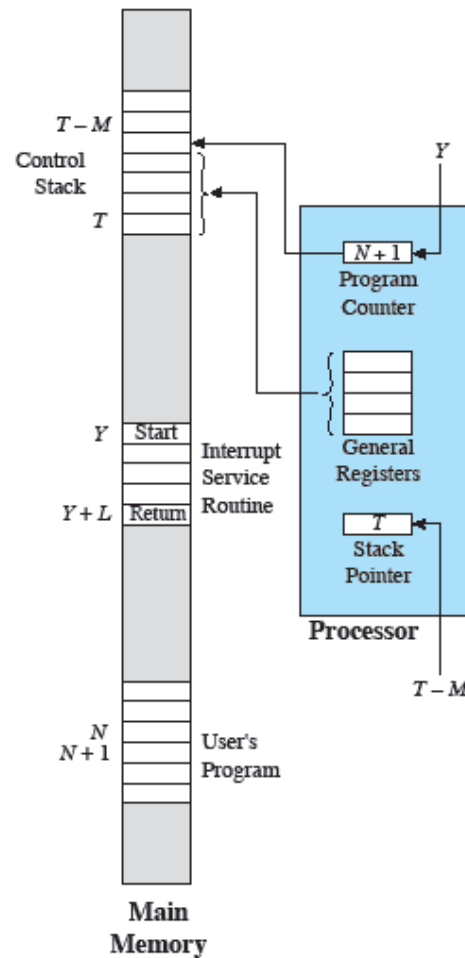 T – M
Control
Stack
T
Y
N + 1
Program
Counter
General
Registers
T
Stack
Pointer
Processor
T – M
Y
Start
Interrupt
Service
Routine
Y + L
Return
N
N + 1
User's
Program
Main
Memory